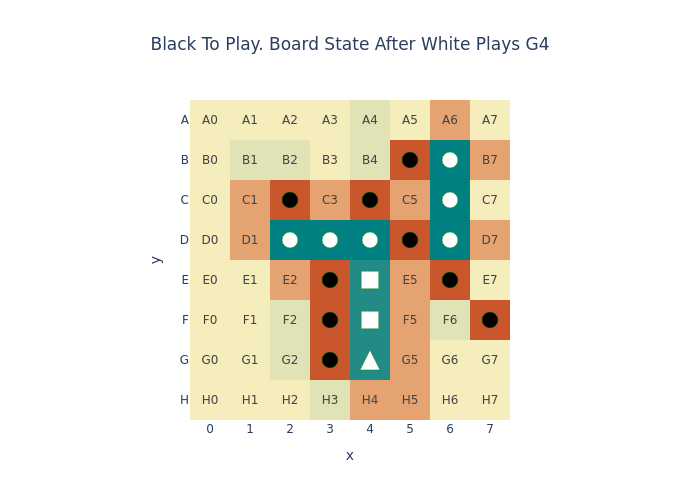 Black To Play. Board State After White Plays G4
A A0 A1 A2 A3 A4 A5 A6 A7
B B0 B1 B2 B3 B4 B7
C C0 C1 C3 C5 C7
D D0 D1 D7
E E0 E1 E2 E5 E7
F F0 F1 F2 F5 F6
G G0 G1 G2 G5 G6 G7
H H0 H1 H2 H3 H4 H5 H6 H7
0 1 2 3 4 5 6 7
x
y